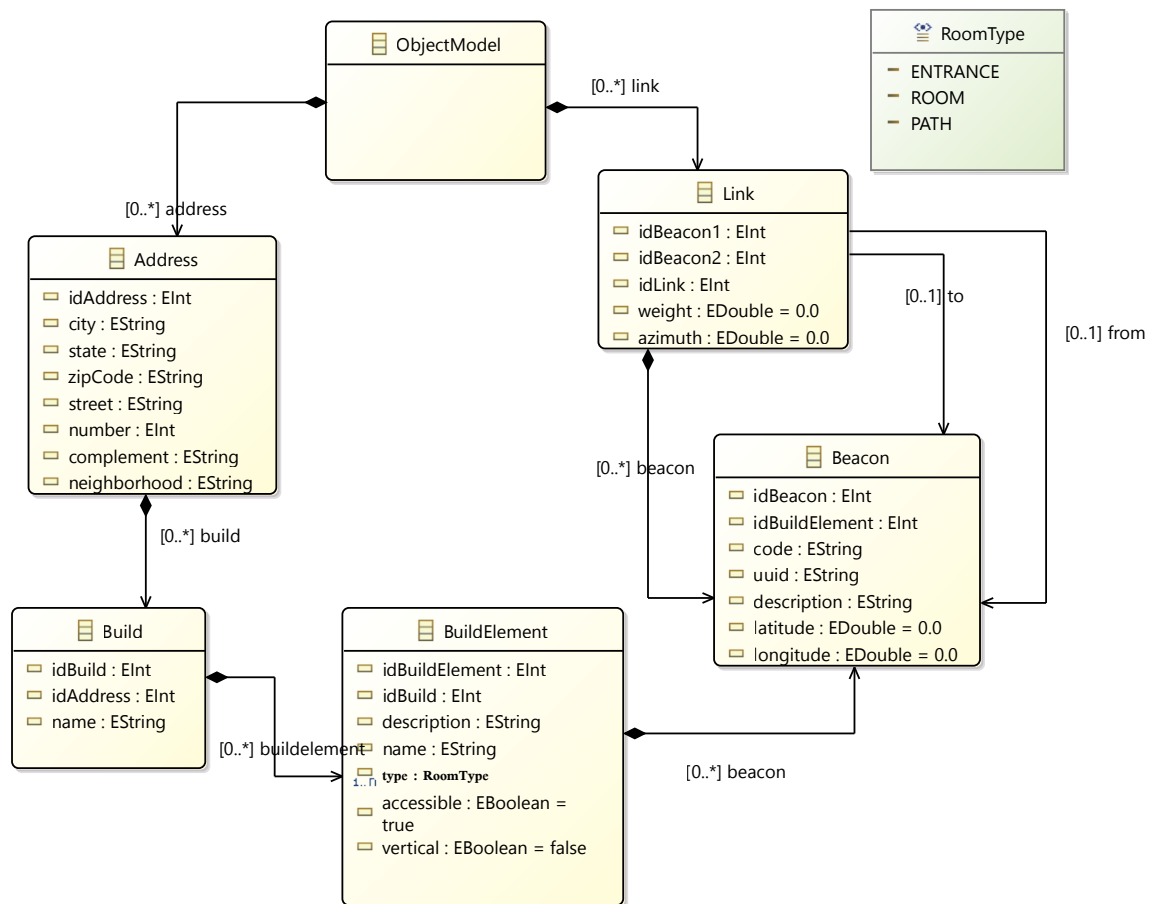 ObjectModel
RoomType
ENTRANCE
ROOM
PATH
[0..*] link
[0..*] address
Link
idBeacon1 : EInt
idBeacon2 : EInt
idLink : EInt
weight : EDouble = 0.0
azimuth : EDouble = 0.0
[0..1] to
[0..1] from
Address
idAddress : EInt
city : EString
state : EString
zipCode : EString
street : EString
number : EInt
complement : EString
neighborhood : EString
[0..*] beacon
Beacon
idBeacon : EInt
idBuildElement : EInt
code : EString
uuid : EString
description : EString
latitude : EDouble = 0.0
longitude : EDouble = 0.0
[0..*] build
Build
idBuild : EInt
idAddress : EInt
name : EString
[0..*] buildelement
BuildElement
idBuildElement : EInt
idBuild : EInt
description : EString
name : EString
type : RoomType
accessible : EBoolean =
true
vertical : EBoolean = false
[0..*] beacon